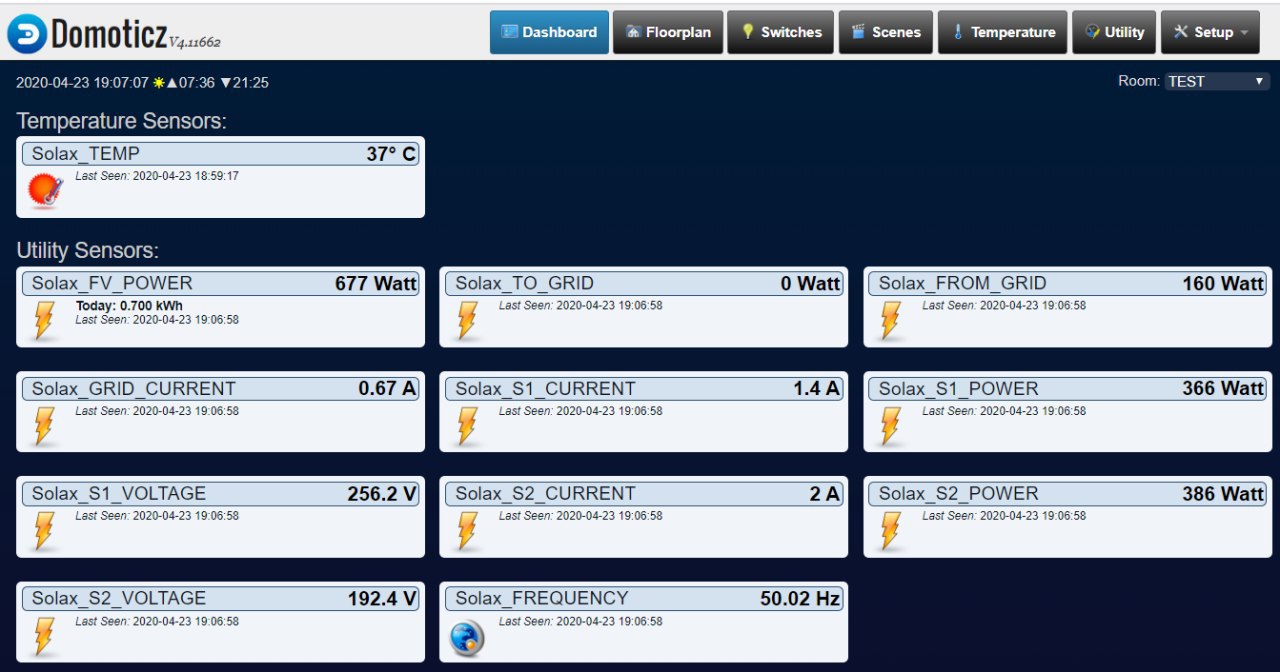 Domoticz V4.11662
Dashboard Floorplan Switches Scenes Temperature Utility Setup
2020-04-23 19:07:07 ▲07:36 ▼21:25 Room: TEST
Temperature Sensors:
Solax_TEMP 37° C
Last Seen: 2020-04-23 18:59:17
Utility Sensors:
Solax_FV_POWER 677 Watt
Today: 0.700 kWh
Last Seen: 2020-04-23 19:06:58
Solax_TO_GRID 0 Watt
Last Seen: 2020-04-23 19:06:58
Solax_FROM_GRID 160 Watt
Last Seen: 2020-04-23 19:06:58
Solax_GRID_CURRENT 0.67 A
Last Seen: 2020-04-23 19:06:58
Solax_S1_CURRENT 1.4 A
Last Seen: 2020-04-23 19:06:58
Solax_S1_POWER 366 Watt
Last Seen: 2020-04-23 19:06:58
Solax_S1_VOLTAGE 256.2 V
Last Seen: 2020-04-23 19:06:58
Solax_S2_CURRENT 2 A
Last Seen: 2020-04-23 19:06:58
Solax_S2_POWER 386 Watt
Last Seen: 2020-04-23 19:06:58
Solax_S2_VOLTAGE 192.4 V
Last Seen: 2020-04-23 19:06:58
Solax_FREQUENCY 50.02 Hz
Last Seen: 2020-04-23 19:06:58